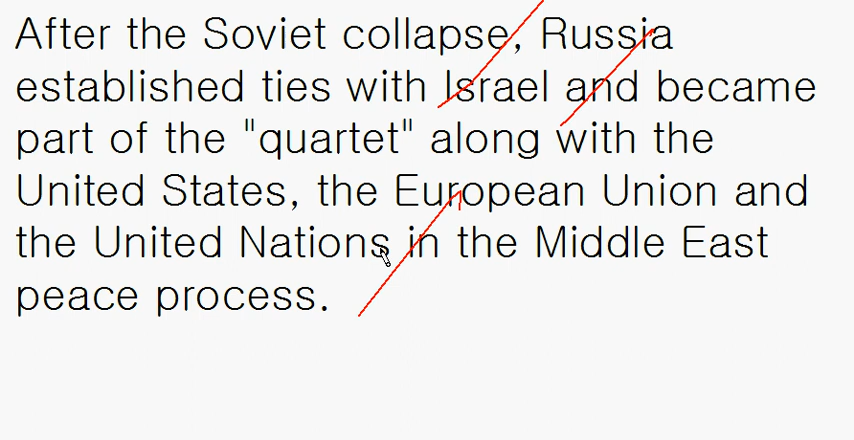 After the Soviet collapse, Russia
established ties with Israel and became
part of the "quartet" along with the
United States, the European Union and
the United Nations in the Middle East
peace process.